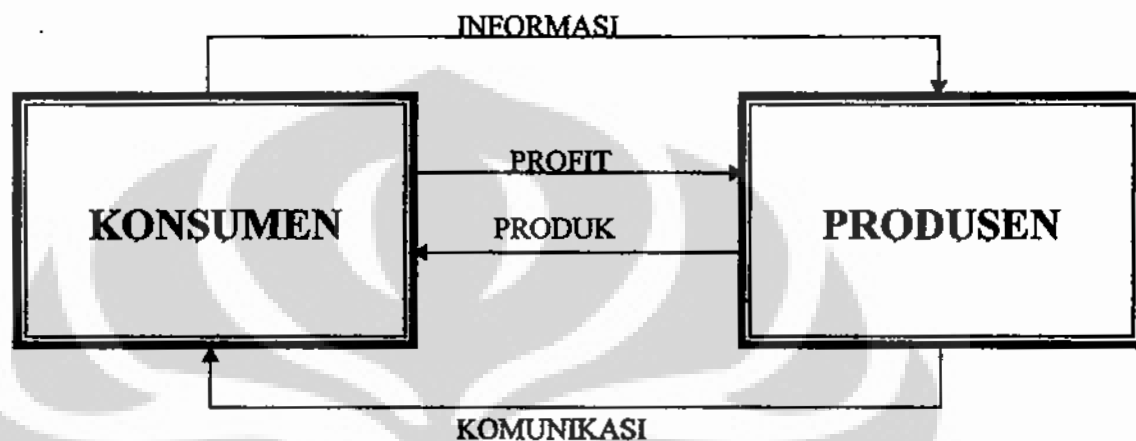 INFORMASI
PROFIT
KONSUMEN
PRODUK
PRODUSEN
KOMUNIKASI